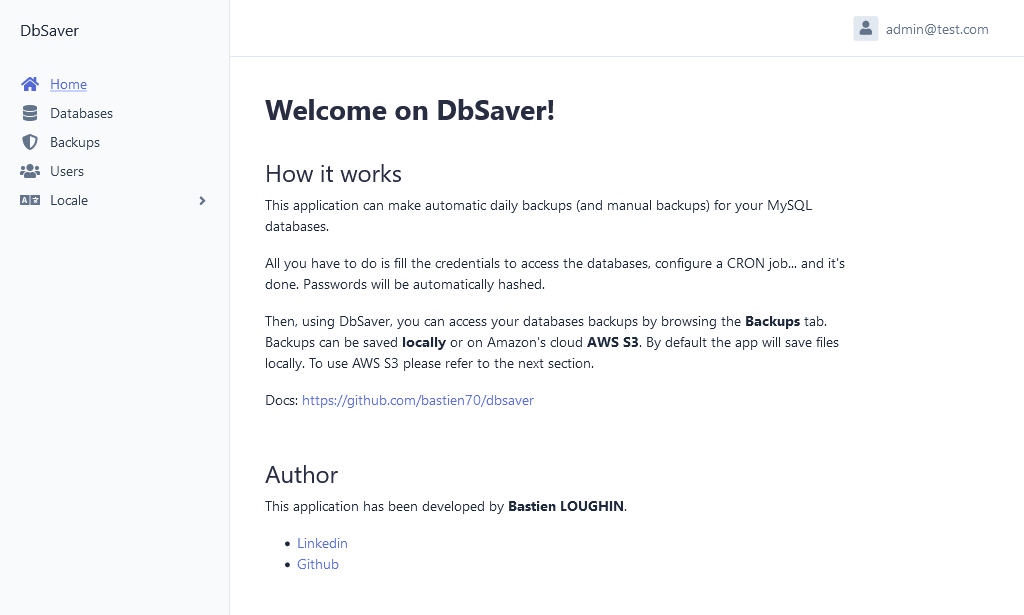 DbSaver
admin@test.com
Home
Databases
Backups
Users
Locale
Welcome on DbSaver!
How it works
This application can make automatic daily backups (and manual backups) for your MySQL
databases.
All you have to do is fill the credentials to access the databases, configure a CRON job... and it's
done. Passwords will be automatically hashed.
Then, using DbSaver, you can access your databases backups by browsing the Backups tab.
Backups can be saved locally or on Amazon's cloud AWS S3. By default the app will save files
locally. To use AWS S3 please refer to the next section.
Docs: https://github.com/bastien70/dbsaver
Author
This application has been developed by Bastien LOUGHIN.
• Linkedin
• Github